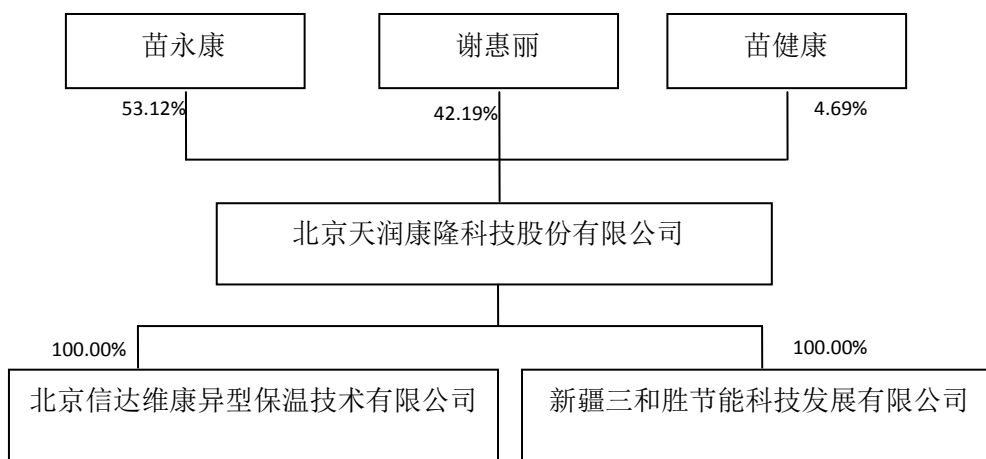 苗永康
谢惠丽
苗健康
53.12%
42.19%
4.69%
北京天润康隆科技股份有限公司
100.00%
100.00%
北京信达维康异型保温技术有限公司
新疆三和胜节能科技发展有限公司